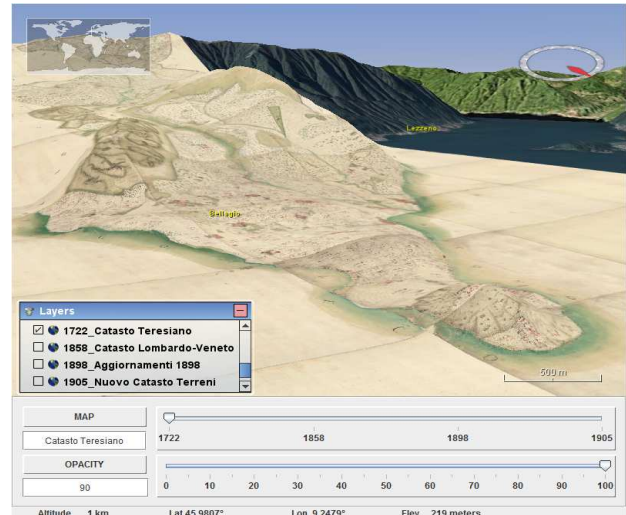 Lezzeno
Bellagio
Layers
1722_Catasto Teresiano
1858_Catasto Lombardo-Veneto
1898_Aggiornamenti 1898
1905_Nuovo Catasto Terreni
500 m
MAP
Catasto Teresiano
1722 1858 1898 1905
OPACITY
90
0 10 20 30 40 50 60 70 80 90 100
Altitude 1 km Lat 45.9807° Lon 9.2479° Elev 219 meters